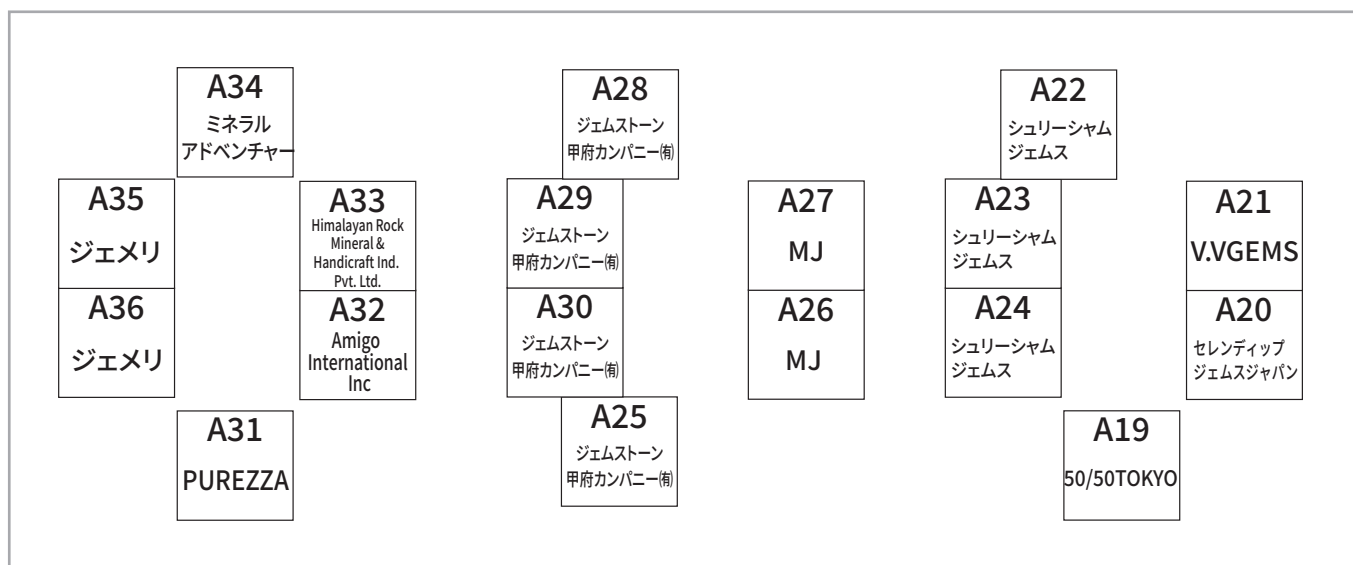 A34
ミネラル
アドベンチャー
A35
ジェメリ
A33
Himalayan Rock
Mineral &
Handicraft Ind.
Pvt. Ltd.
A36
ジェメリ
A32
Amigo
International
Inc
A31
PUREZZA
A28
ジェムストーン
甲府カンパニー㈲
A29
ジェムストーン
甲府カンパニー㈲
A27
MJ
A30
ジェムストーン
甲府カンパニー㈲
A26
MJ
A25
ジェムストーン
甲府カンパニー㈲
A22
シュリーシャム
ジェムス
A23
シュリーシャム
ジェムス
A21
V.VGEMS
A24
シュリーシャム
ジェムス
A20
セレンディップ
ジェムスジャパン
A19
50/50TOKYO